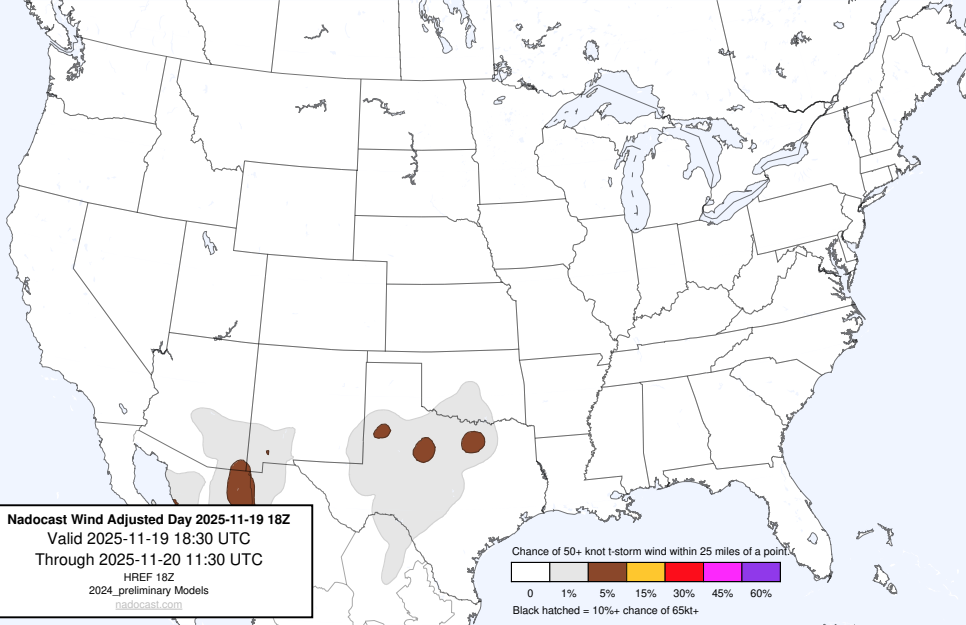 Nadocast Wind Adjusted Day 2025-11-19 18Z
Valid 2025-11-19 18:30 UTC
Through 2025-11-20 11:30 UTC
HREF 18Z
2024_preliminary Models
nadocast.com
Chance of 50+ knot t-storm wind within 25 miles of a point.
0 1% 5% 15% 30% 45% 60%
Black hatched = 10%+ chance of 65kt+